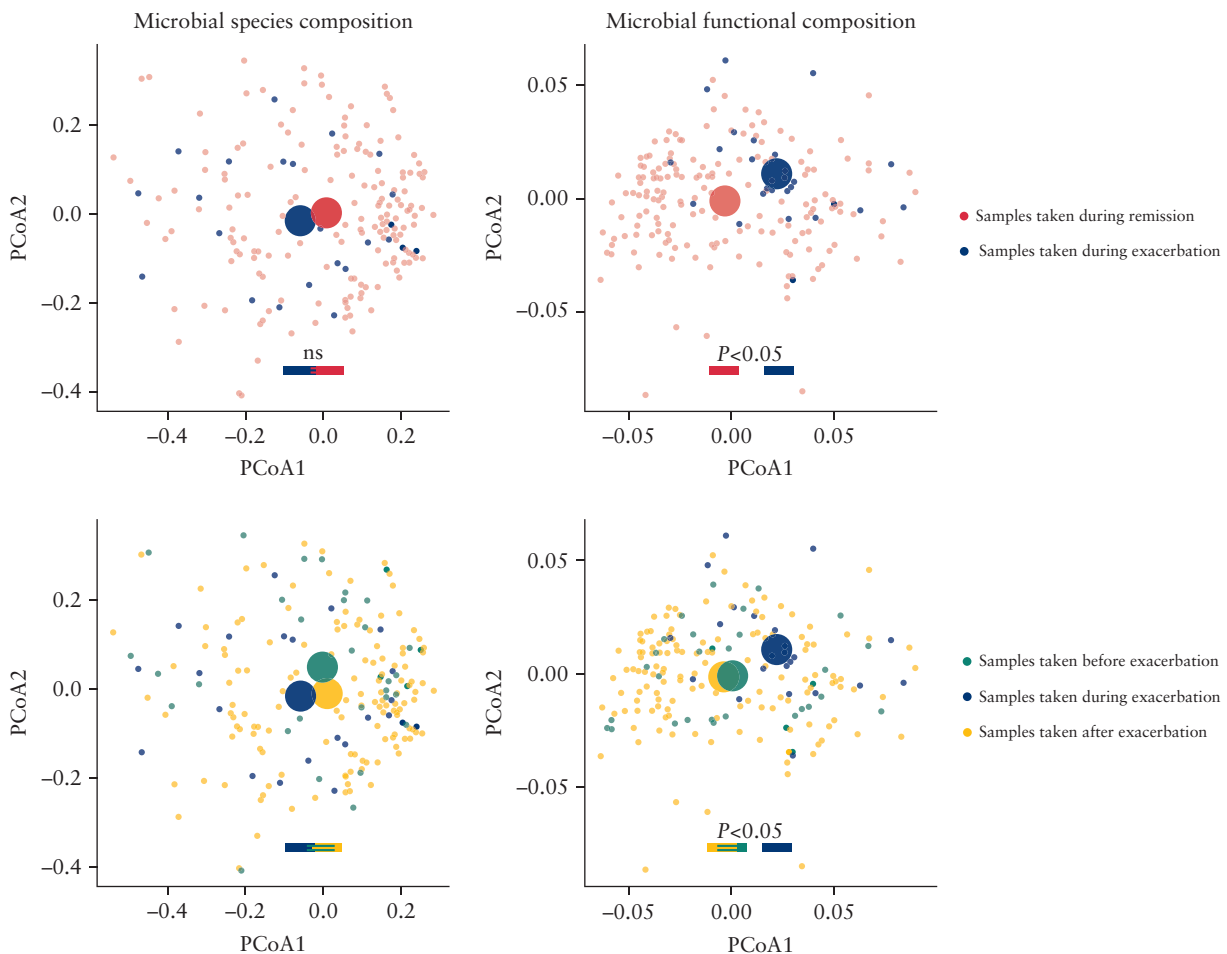 Microbial species composition
Microbial functional composition
PCoA2
0.2
0.0
−0.2
−0.4
ns
−0.4 −0.2 0.0 0.2
PCoA1
PCoA2
0.05
0.00
−0.05
P<0.05
−0.05 0.00 0.05
PCoA1
Samples taken during remission
Samples taken during exacerbation
PCoA2
0.2
0.0
−0.2
−0.4
−0.4 −0.2 0.0 0.2
PCoA1
PCoA2
0.05
0.00
−0.05
P<0.05
−0.05 0.00 0.05
PCoA1
Samples taken before exacerbation
Samples taken during exacerbation
Samples taken after exacerbation